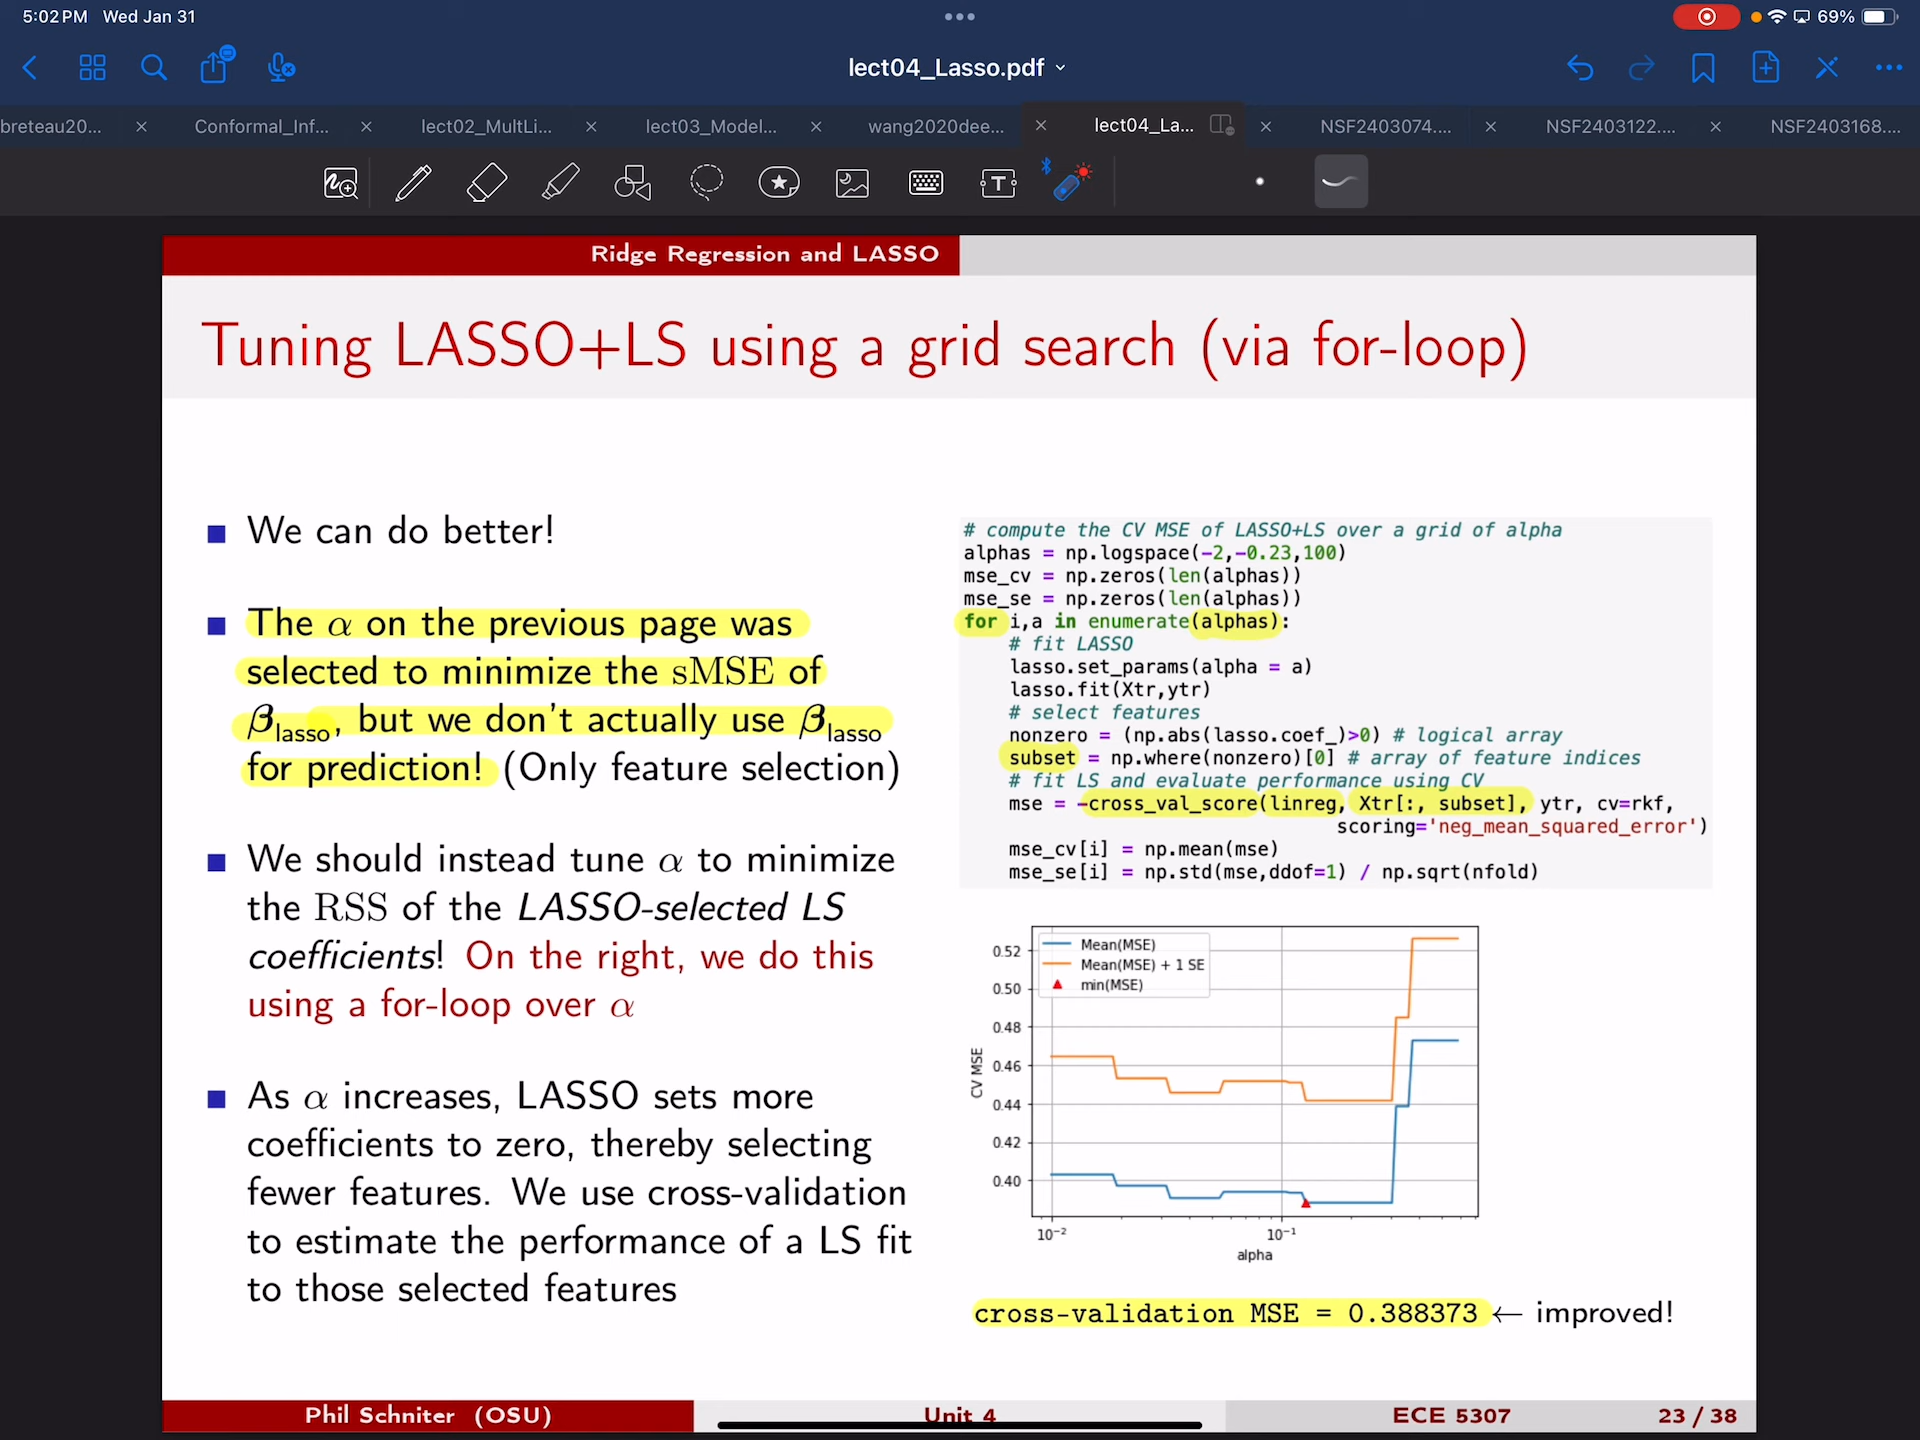 5:02 PM Wed Jan 31
69%
lect04_Lasso.pdf
breteau20...
Conformal_Inf...
lect02_MultLi...
lect03_Model...
wang2020dee...
lect04_La...
NSF2403074....
NSF2403122....
NSF2403168....
Ridge Regression and LASSO
Tuning LASSO+LS using a grid search (via for-loop)
We can do better!
The α on the previous page was
selected to minimize the sMSE of
β_lasso, but we don't actually use β_lasso
for prediction! (Only feature selection)
We should instead tune α to minimize
the RSS of the LASSO-selected LS
coefficients! On the right, we do this
using a for-loop over α
As α increases, LASSO sets more
coefficients to zero, thereby selecting
fewer features. We use cross-validation
to estimate the performance of a LS fit
to those selected features
# compute the CV MSE of LASSO+LS over a grid of alpha
alphas = np.logspace(-2,-0.23,100)
mse_cv = np.zeros(len(alphas))
mse_se = np.zeros(len(alphas))
for i,a in enumerate(alphas):
    # fit LASSO
    lasso.set_params(alpha = a)
    lasso.fit(Xtr,ytr)
    # select features
    nonzero = (np.abs(lasso.coef_)>0) # logical array
    subset = np.where(nonzero)[0] # array of feature indices
    # fit LS and evaluate performance using CV
    mse = -cross_val_score(linreg, Xtr[:, subset], ytr, cv=rkf,
                           scoring='neg_mean_squared_error')
    mse_cv[i] = np.mean(mse)
    mse_se[i] = np.std(mse,ddof=1) / np.sqrt(nfold)
Mean(MSE)
Mean(MSE) + 1 SE
min(MSE)
0.52
0.50
0.48
0.46
0.44
0.42
0.40
CV MSE
10⁻²
10⁻¹
alpha
cross-validation MSE = 0.388373 ← improved!
Phil Schniter (OSU)
Unit 4
ECE 5307
23 / 38